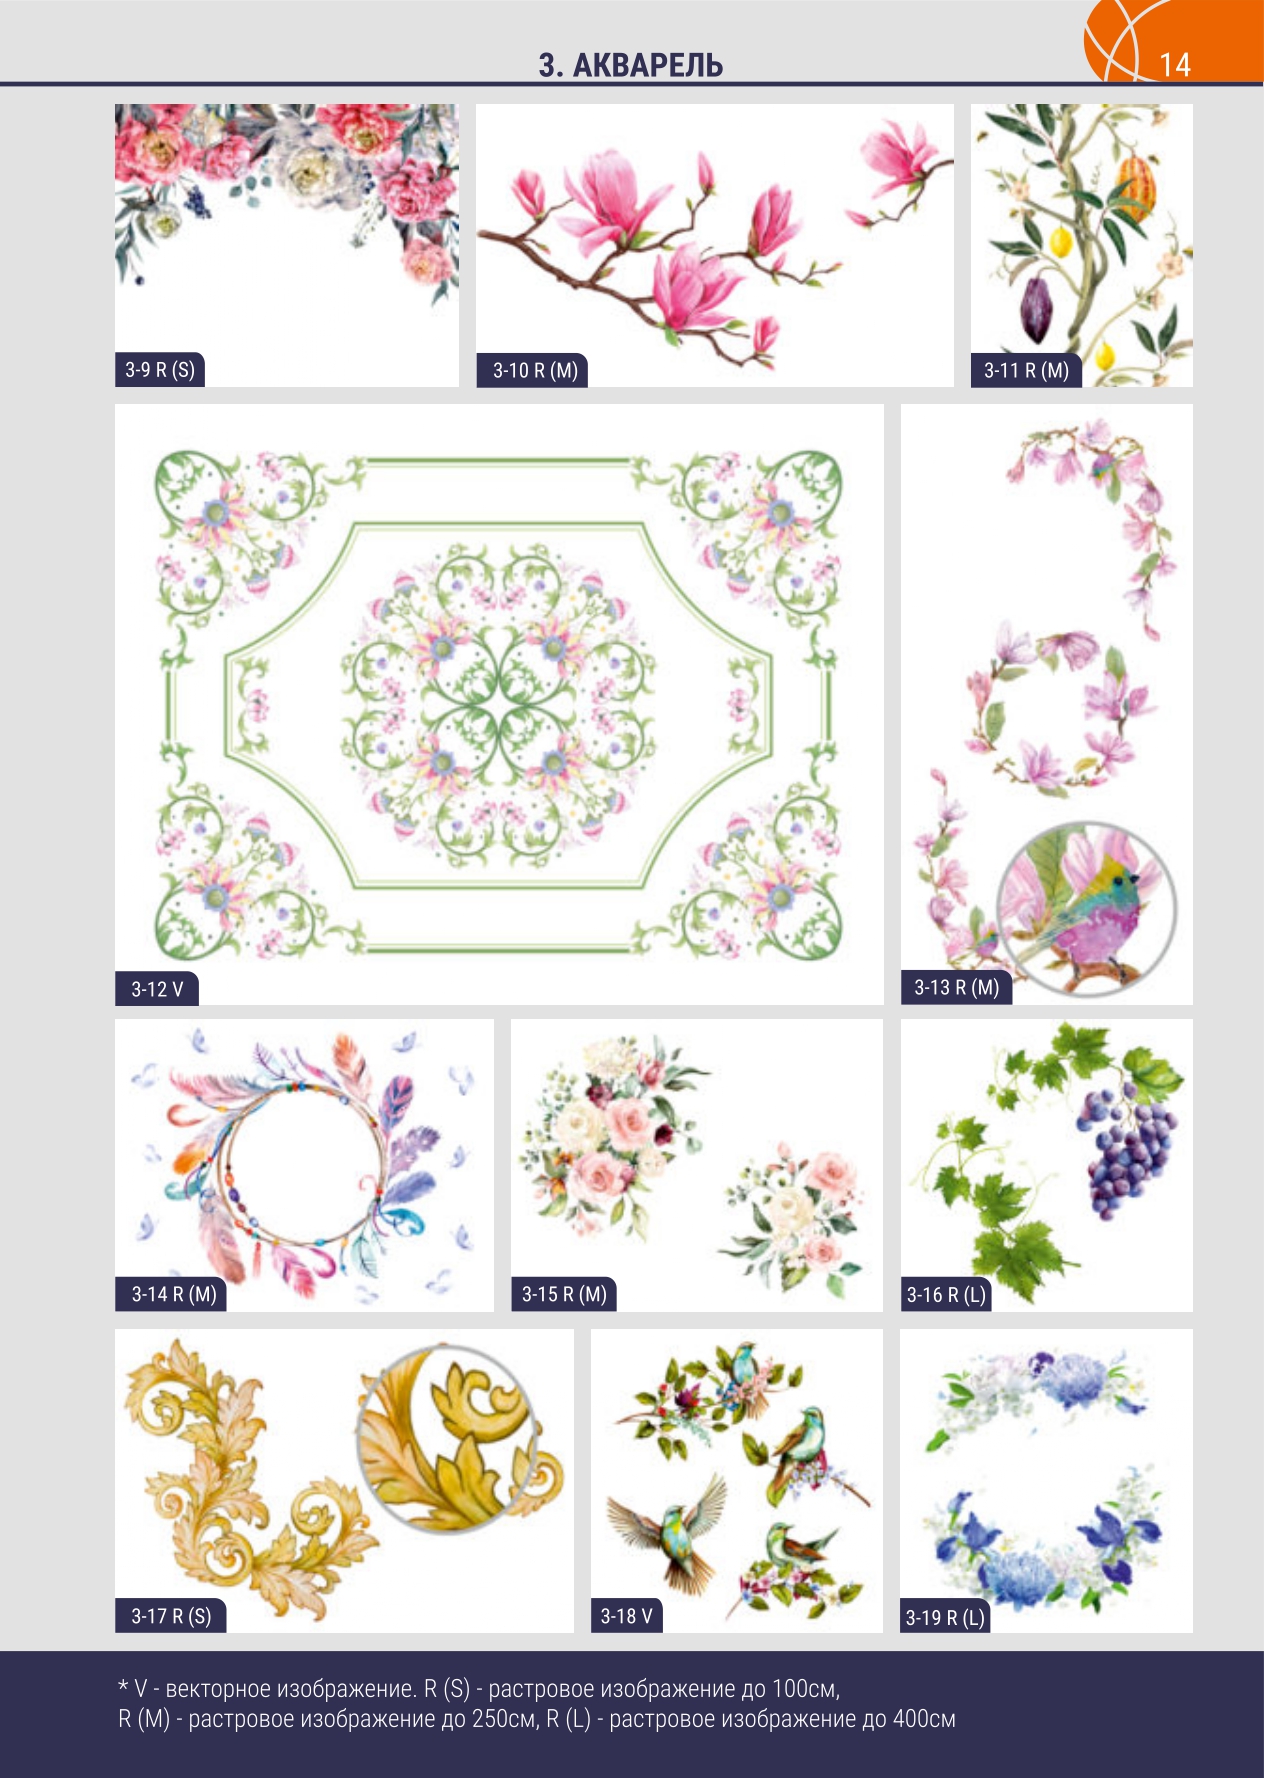 3. АКВАРЕЛЬ
14
3-9 R (S)
3-10 R (M)
3-11 R (M)
3-12 V
3-13 R (M)
3-14 R (M)
3-15 R (M)
3-16 R (L)
3-17 R (S)
3-18 V
3-19 R (L)
* V - векторное изображение. R (S) - растровое изображение до 100см,
R (M) - растровое изображение до 250см, R (L) - растровое изображение до 400см